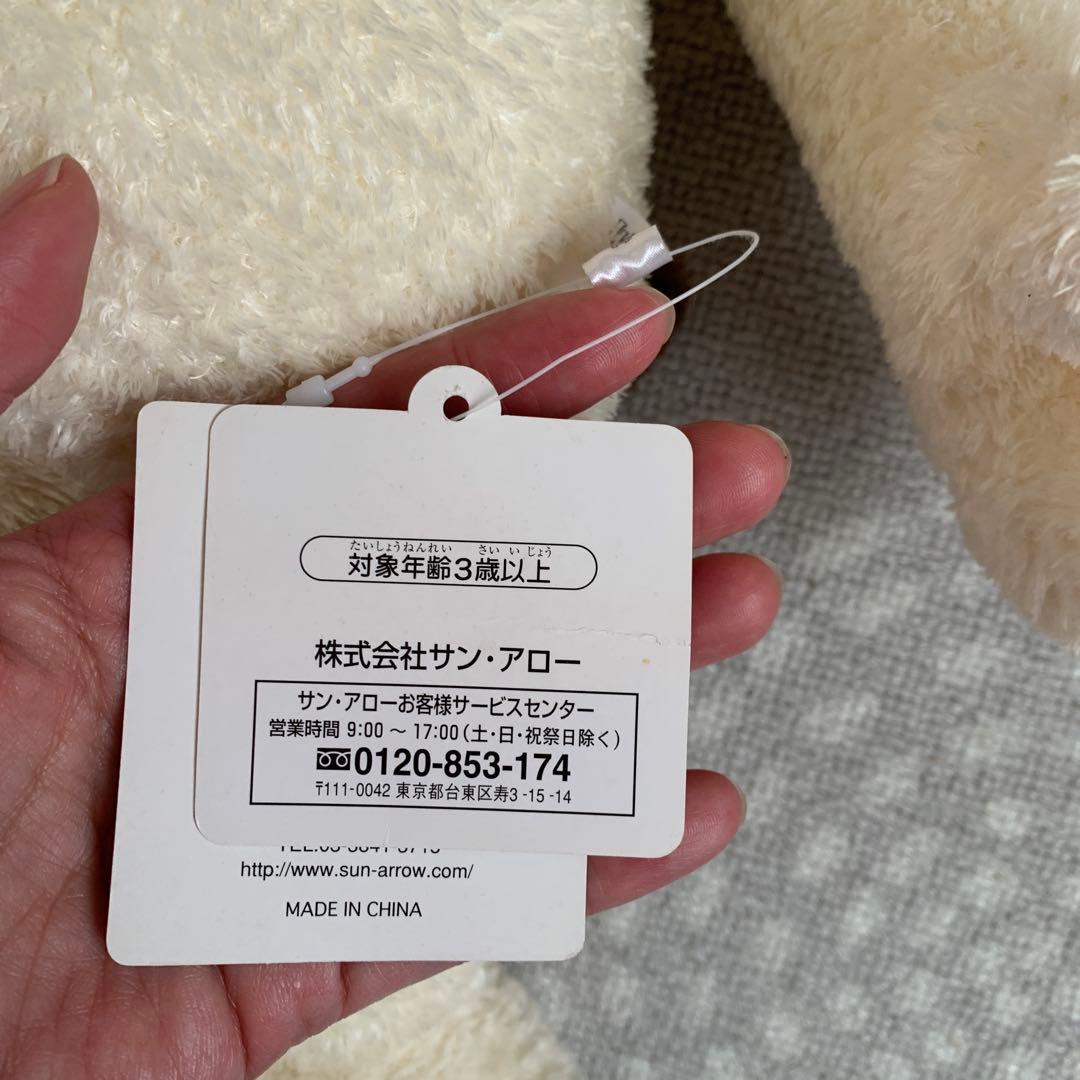 たいしょうねんれい さい い じょう
対象年齢3歳以上
株式会社サン・アロー
サン・アローお客様サービスセンター
営業時間 9:00 ～ 17:00(土・日・祝祭日除く)
0120-853-174
〒111-0042 東京都台東区寿3-15-14
http://www.sun-arrow.com/
MADE IN CHINA